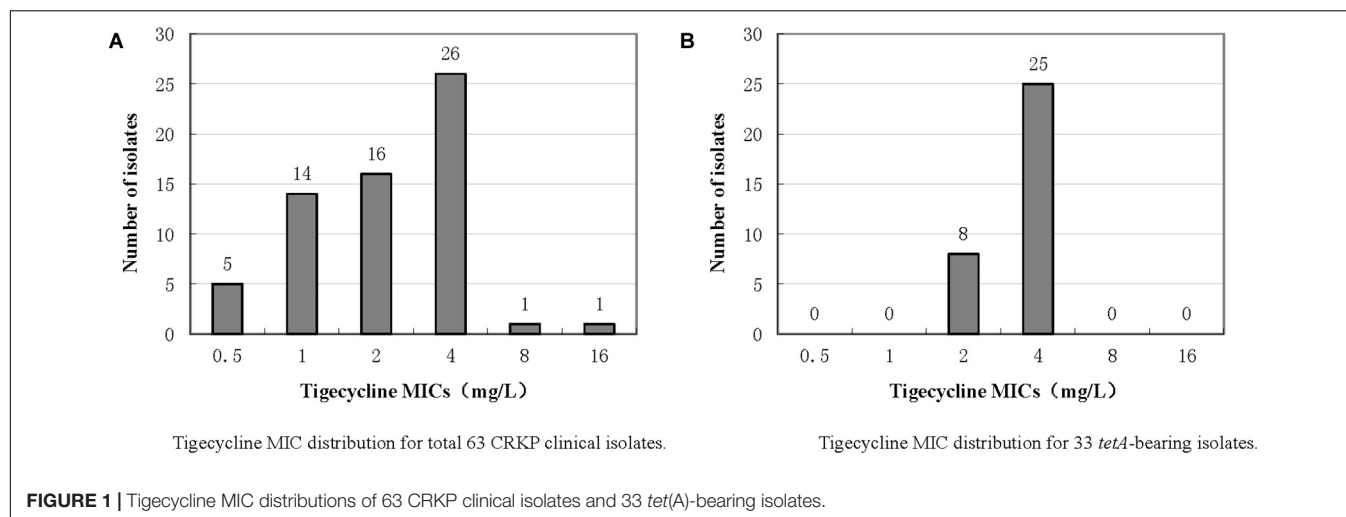 A
30
25
20
15
10
5
0
Number of isolates
5
14
16
26
1
1
0.5 1 2 4 8 16
Tigecycline MICs（mg/L）
Tigecycline MIC distribution for total 63 CRKP clinical isolates.
B
30
25
20
15
10
5
0
Number of isolates
0
0
8
25
0
0
0.5 1 2 4 8 16
Tigecycline MICs（mg/L）
Tigecycline MIC distribution for 33 tetA-bearing isolates.
FIGURE 1 | Tigecycline MIC distributions of 63 CRKP clinical isolates and 33 tet(A)-bearing isolates.